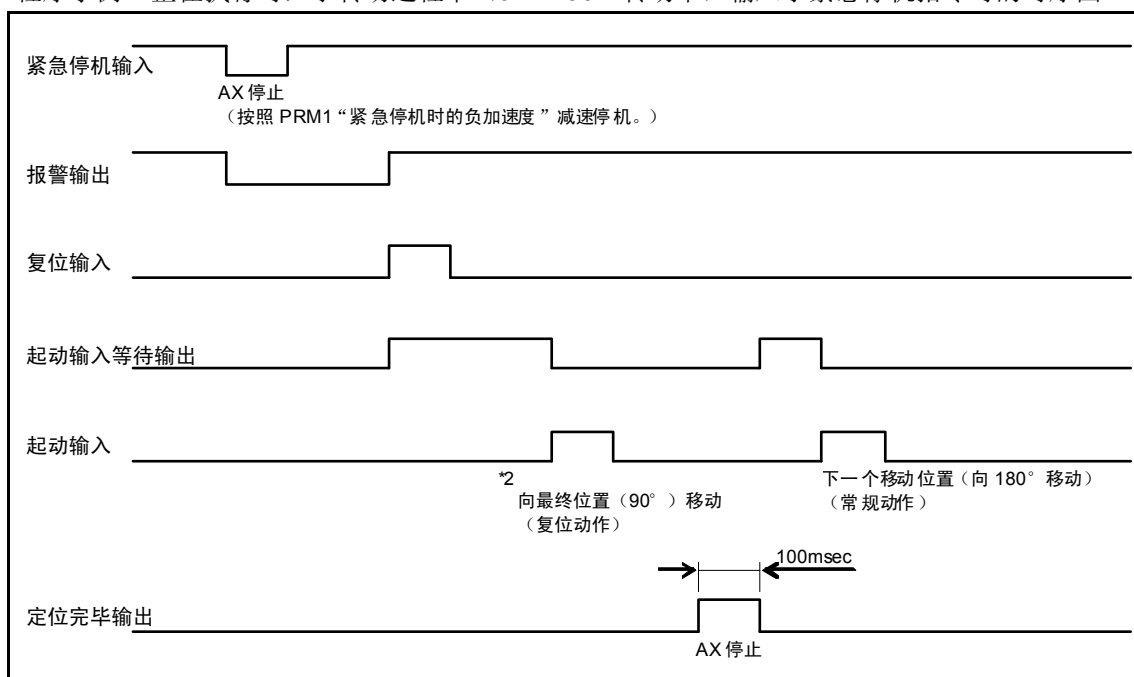 紧急停机输入
AX 停止
（按照 PRM1“紧急停机时的负加速度”减速停机。）
报警输出
复位输入
起动输入等待输出
起动输入
*2
向最终位置（90°）移动
（复位动作）
下一个移动位置（向 180° 移动）
（常规动作）
100msec
定位完毕输出
AX 停止